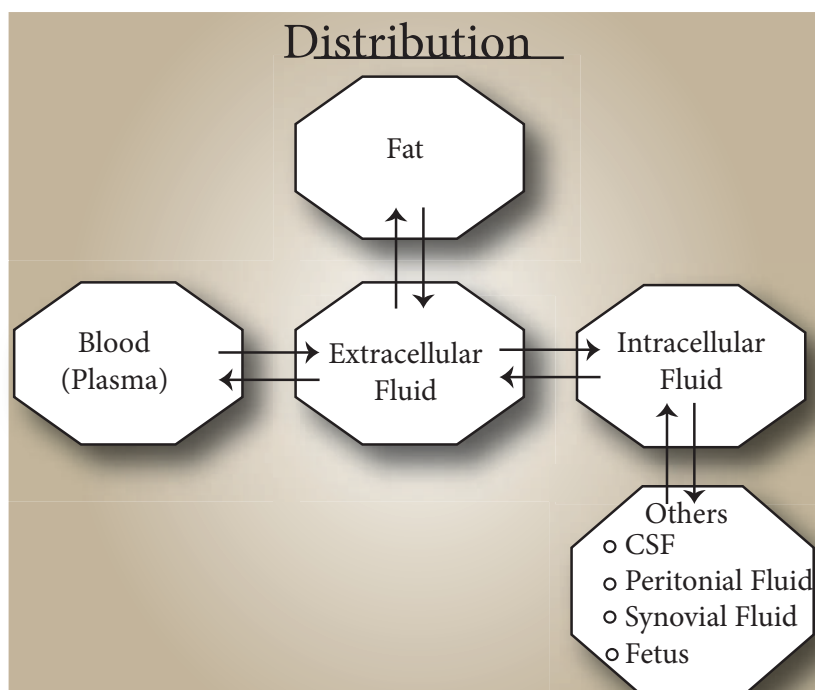 Distribution
Fat
Blood
(Plasma)
Extracellular
Fluid
Intracellular
Fluid
Others
CSF
Peritonial Fluid
Synovial Fluid
Fetus